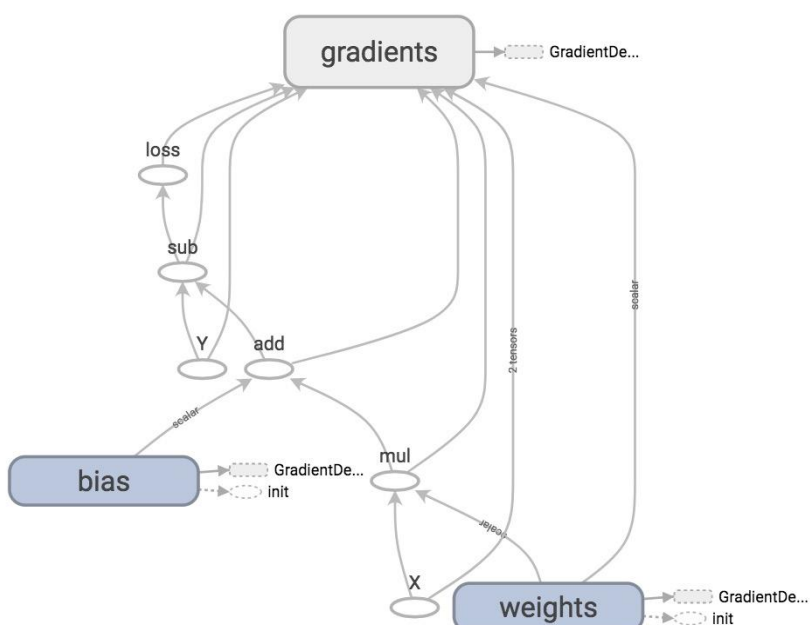 gradients
GradientDe...
loss
sub
scalar
Y
add
2 tensors
scalar
mul
bias
GradientDe...
init
scalar
X
weights
GradientDe...
init